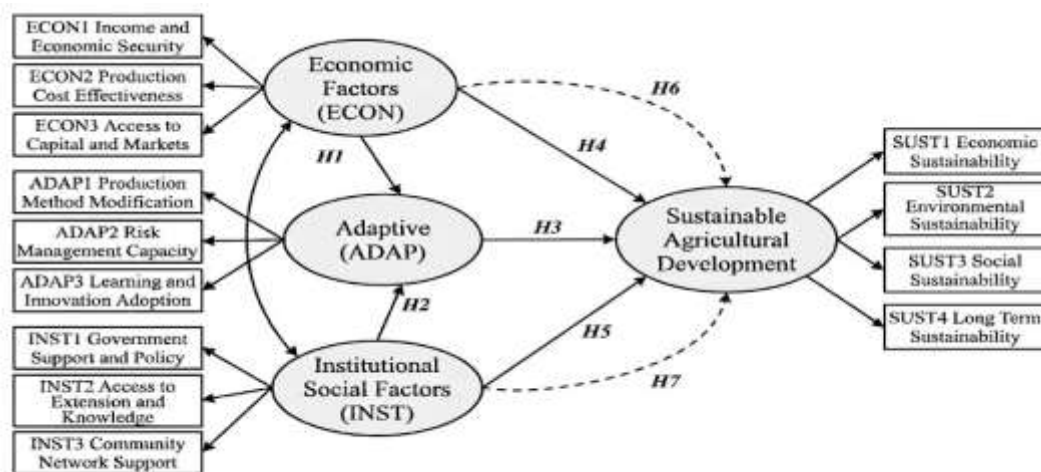 ECON1 Income and
Economic Security
ECON2 Production
Cost Effectiveness
ECON3 Access to
Capital and Markets
ADAP1 Production
Method Modification
ADAP2 Risk
Management Capacity
ADAP3 Learning and
Innovation Adoption
INST1 Government
Support and Policy
INST2 Access to
Extension and
Knowledge
INST3 Community
Network Support
Economic
Factors
(ECON)
H1
Adaptive
(ADAP)
H2
Institutional
Social Factors
(INST)
H6
H4
H3
H5
H7
Sustainable
Agricultural
Development
SUST1 Economic
Sustainability
SUST2
Environmental
Sustainability
SUST3 Social
Sustainability
SUST4 Long Term
Sustainability